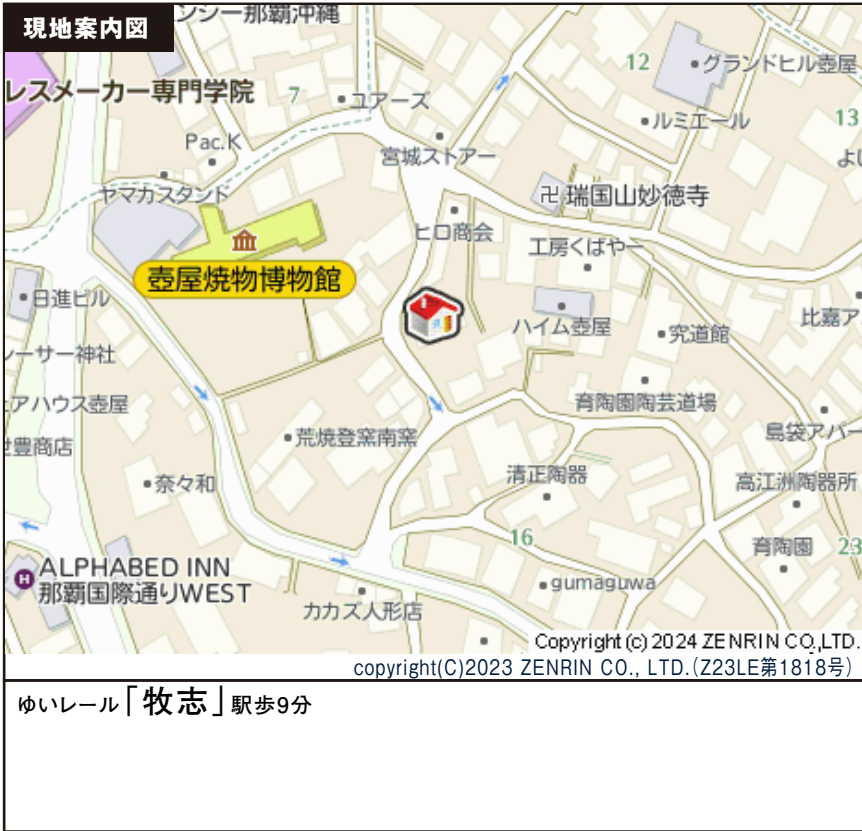 現地案内図
ンシー那覇沖縄
レスメーカー専門学院
7
ユアーズ
12
グランドヒル壺屋
ルミエール
13
Pac.K
宮城ストアー
よし
ヤマカスタンド
卍 瑞国山妙徳寺
ヒロ商会
工房くばやー
壺屋焼物博物館
日進ビル
ハイム壺屋
究道館
比嘉ア
シーサー神社
ェアハウス壺屋
育陶園陶芸道場
世豊商店
荒焼登窯南窯
島袋アパー
奈々和
清正陶器
高江洲陶器所
16
育陶園
23
H ALPHABED INN
那覇国際通りWEST
gumaguwa
カカズ人形店
Copyright (c) 2024 ZENRIN CO.,LTD.
copyright(C)2023 ZENRIN CO., LTD.(Z23LE第1818号)
ゆいレール「牧志」駅歩9分